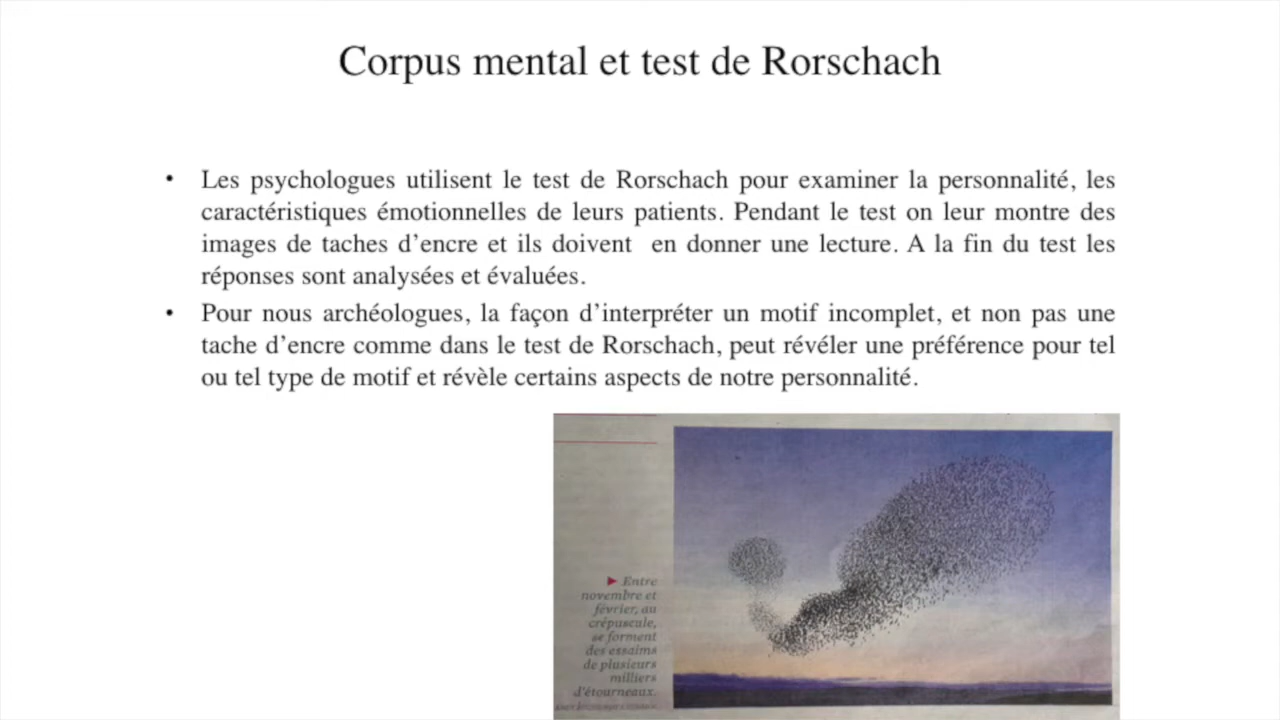 Corpus mental et test de Rorschach
• Les psychologues utilisent le test de Rorschach pour examiner la personnalité, les
caractéristiques émotionnelles de leurs patients. Pendant le test on leur montre des
images de taches d’encre et ils doivent en donner une lecture. A la fin du test les
réponses sont analysées et évaluées.
• Pour nous archéologues, la façon d’interpréter un motif incomplet, et non pas une
tache d’encre comme dans le test de Rorschach, peut révéler une préférence pour tel
ou tel type de motif et révèle certains aspects de notre personnalité.
► Entre
novembre et
février, au
crépuscule,
se forment
des essaims
de plusieurs
milliers
d’étourneaux.